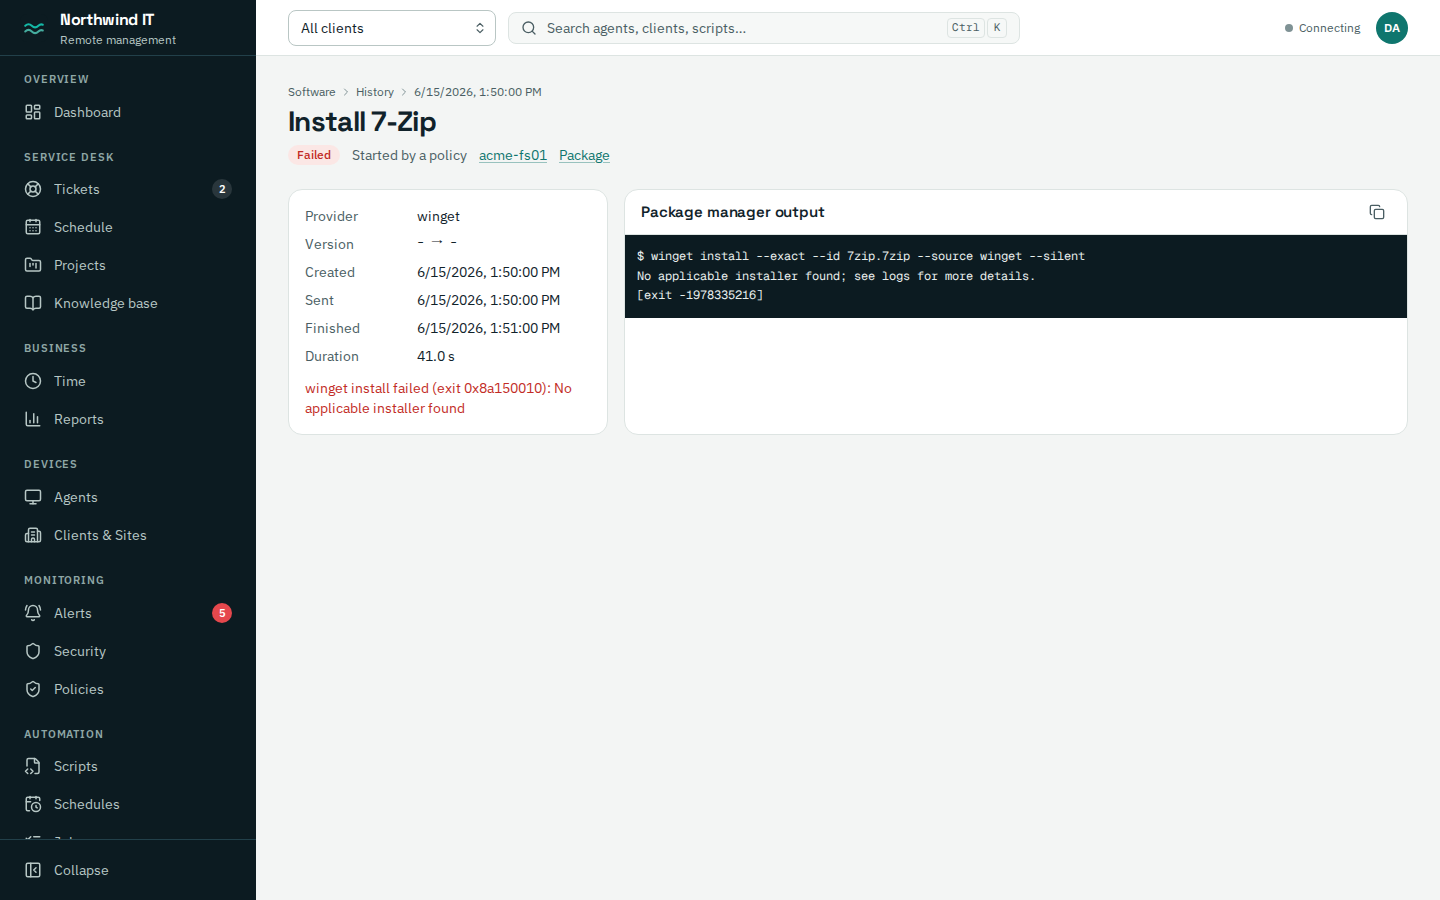 Northwind IT
Remote management
OVERVIEW
Dashboard
SERVICE DESK
Tickets 2
Schedule
Projects
Knowledge base
BUSINESS
Time
Reports
DEVICES
Agents
Clients & Sites
MONITORING
Alerts 5
Security
Policies
AUTOMATION
Scripts
Schedules
Collapse
All clients
Search agents, clients, scripts... Ctrl K
Connecting DA
Software > History > 6/15/2026, 1:50:00 PM
Install 7-Zip
Failed Started by a policy acme-fs01 Package
Provider winget
Version - → -
Created 6/15/2026, 1:50:00 PM
Sent 6/15/2026, 1:50:00 PM
Finished 6/15/2026, 1:51:00 PM
Duration 41.0 s
winget install failed (exit 0x8a150010): No
applicable installer found
Package manager output
$ winget install --exact --id 7zip.7zip --source winget --silent
No applicable installer found; see logs for more details.
[exit -1978335216]